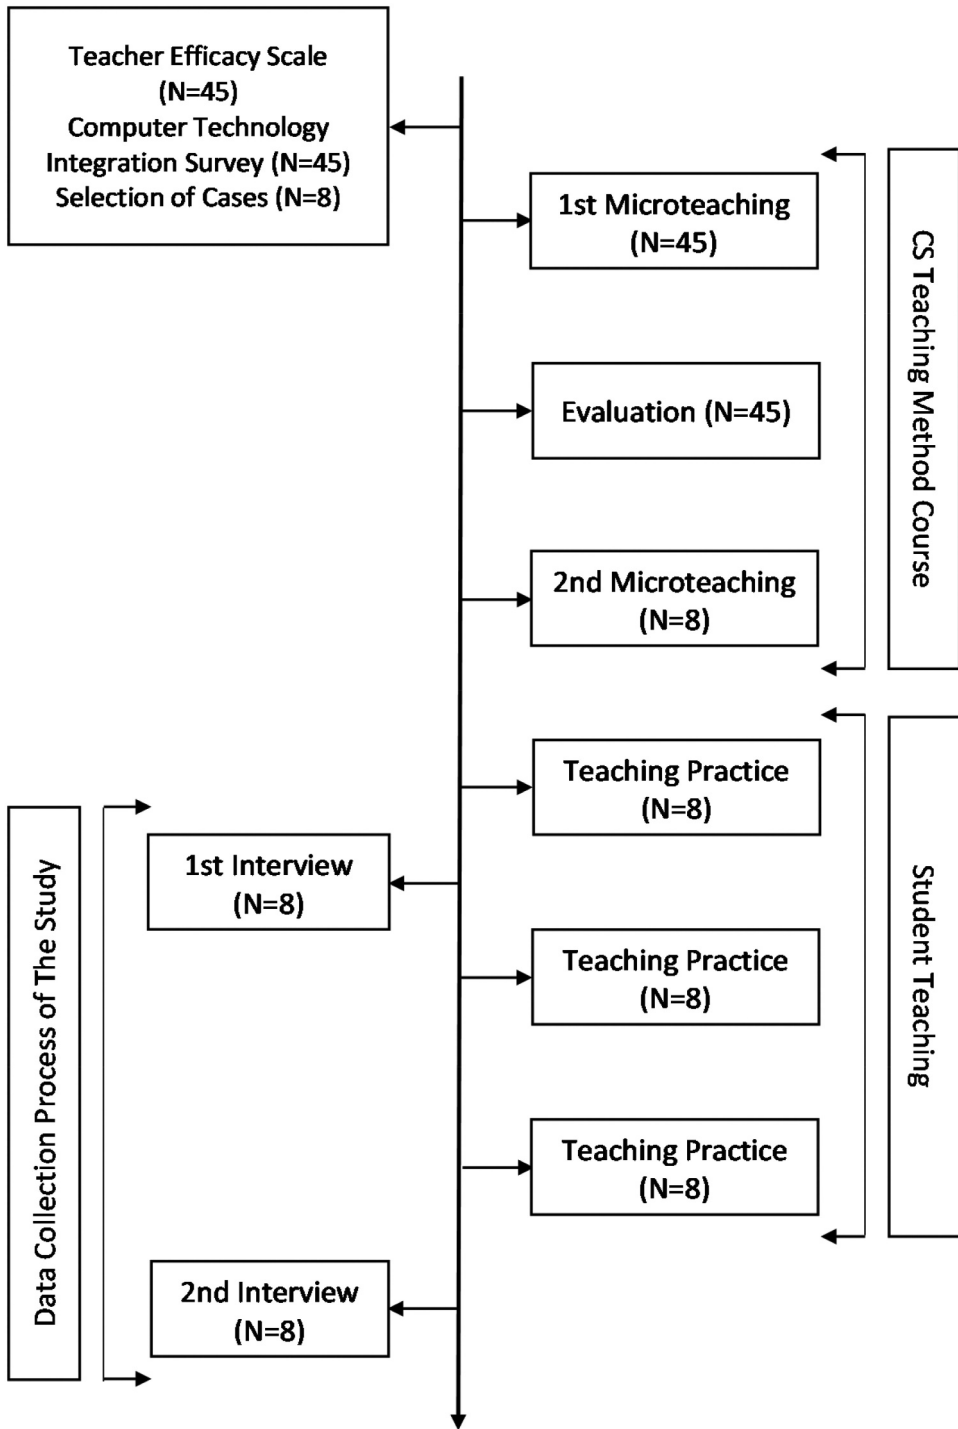 Teacher Efficacy Scale
(N=45)
Computer Technology
Integration Survey (N=45)
Selection of Cases (N=8)
1st Microteaching
(N=45)
Evaluation (N=45)
2nd Microteaching
(N=8)
CS Teaching Method Course
Teaching Practice
(N=8)
1st Interview
(N=8)
Teaching Practice
(N=8)
Teaching Practice
(N=8)
Student Teaching
2nd Interview
(N=8)
Data Collection Process of The Study